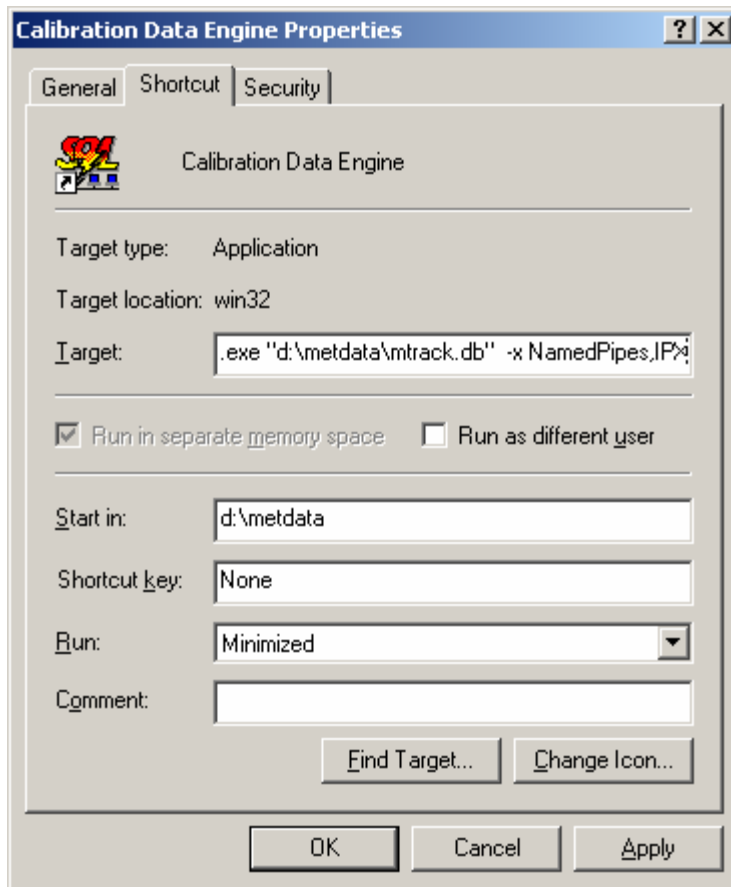 Calibration Data Engine Properties
General Shortcut Security
SQL
Calibration Data Engine
Target type: Application
Target location: win32
Target: .exe "d:\metdata\mtrack.db" -x NamedPipes,IPX
Run in separate memory space Run as different user
Start in: d:\metdata
Shortcut key: None
Run: Minimized
Comment:
Find Target... Change Icon...
OK Cancel Apply